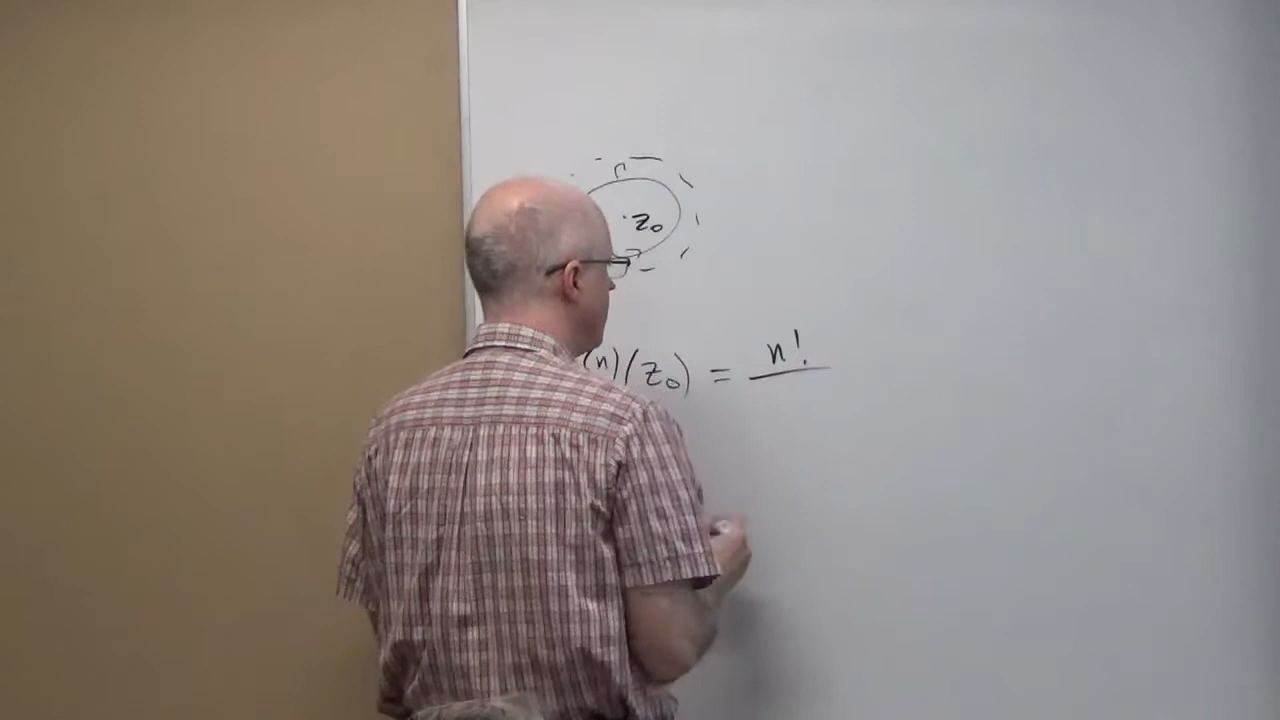 z₀
(n)(z₀) = n!